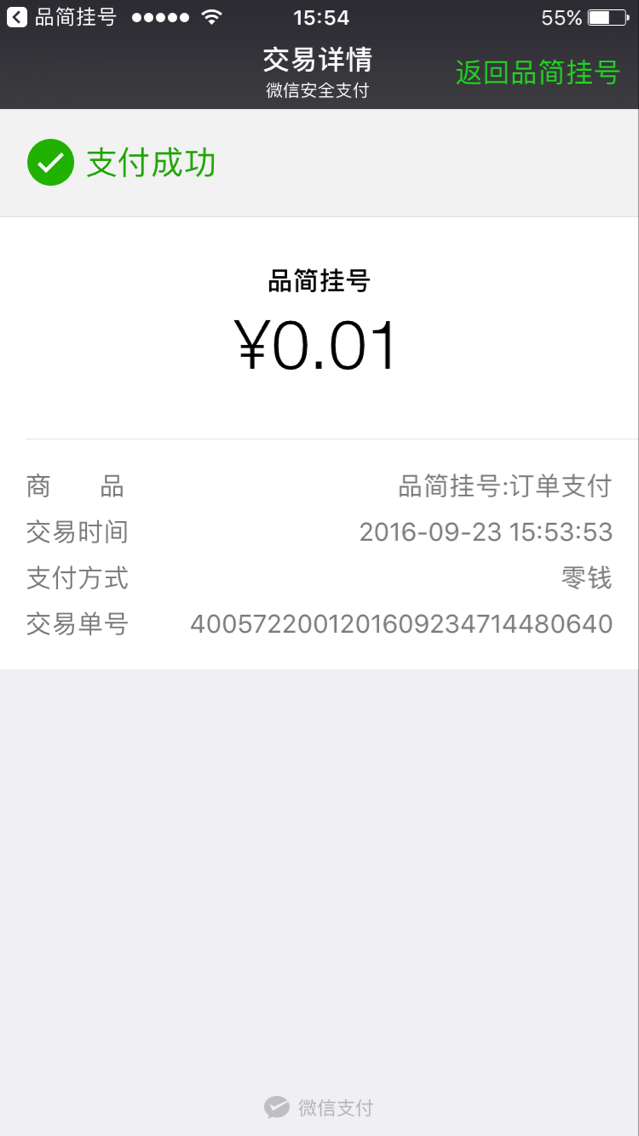 品简挂号 15:54 55%
交易详情
微信安全支付
返回品简挂号
支付成功
品简挂号
¥0.01
商 品 品简挂号:订单支付
交易时间 2016-09-23 15:53:53
支付方式 零钱
交易单号 4005722001201609234714480640
微信支付